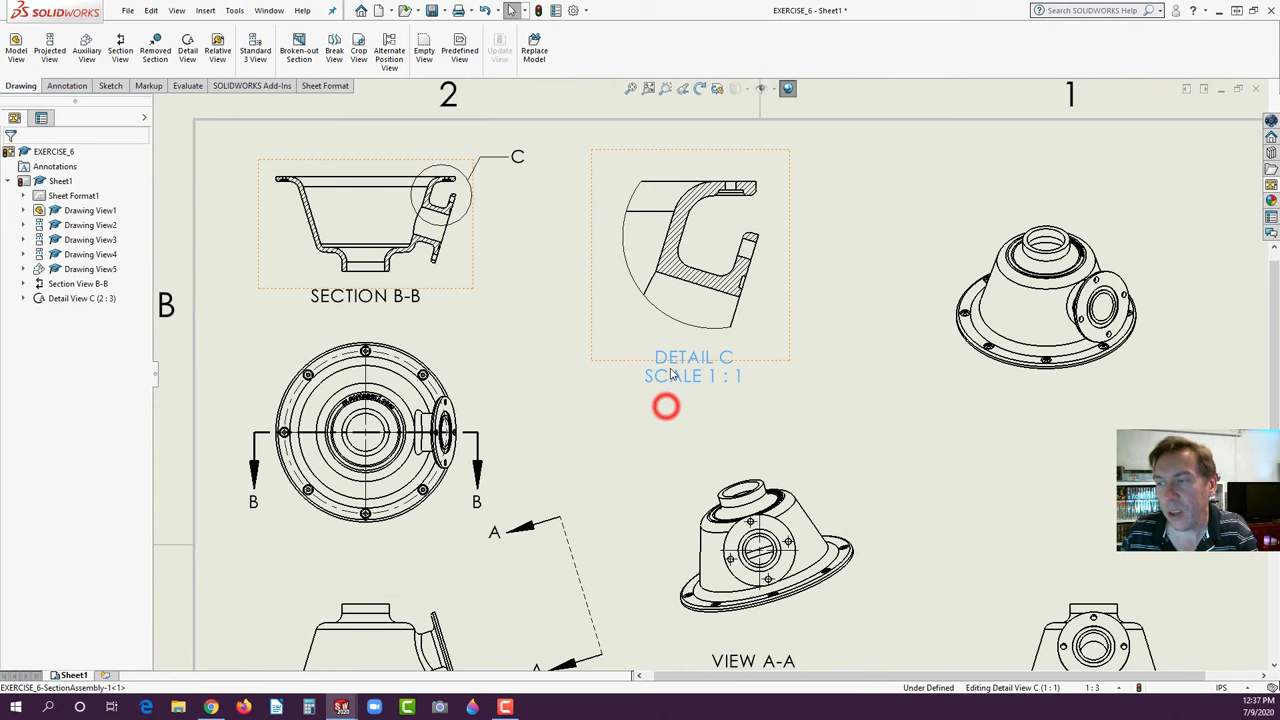 SOLIDWORKS
File
Edit
View
Insert
Tools
Window
Help
EXERCISE_6 - Sheet1 *
Search SOLIDWORKS Help
Model View
Projected View
Auxiliary View
Section View
Removed Section
Detail View
Relative View
Standard 3 View
Broken-out Section
Break View
Crop View
Alternate Position View
Empty View
Predefined View
Update View
Replace Model
Drawing
Annotation
Sketch
Markup
Evaluate
SOLIDWORKS Add-Ins
Sheet Format
2
1
EXERCISE_6
Annotations
Sheet1
Sheet Format1
Drawing View1
Drawing View2
Drawing View3
Drawing View4
Drawing View5
Section View B-B
Detail View C (2 : 3)
B
C
SECTION B-B
DETAIL C
SCALE 1 : 1
B
B
A
A
VIEW A-A
Sheet1
EXERCISE_6-SectionAssembly-1<1>
Under Defined
Editing Detail View C (1 : 1)
1 : 3
IPS
12:37 PM
7/9/2020